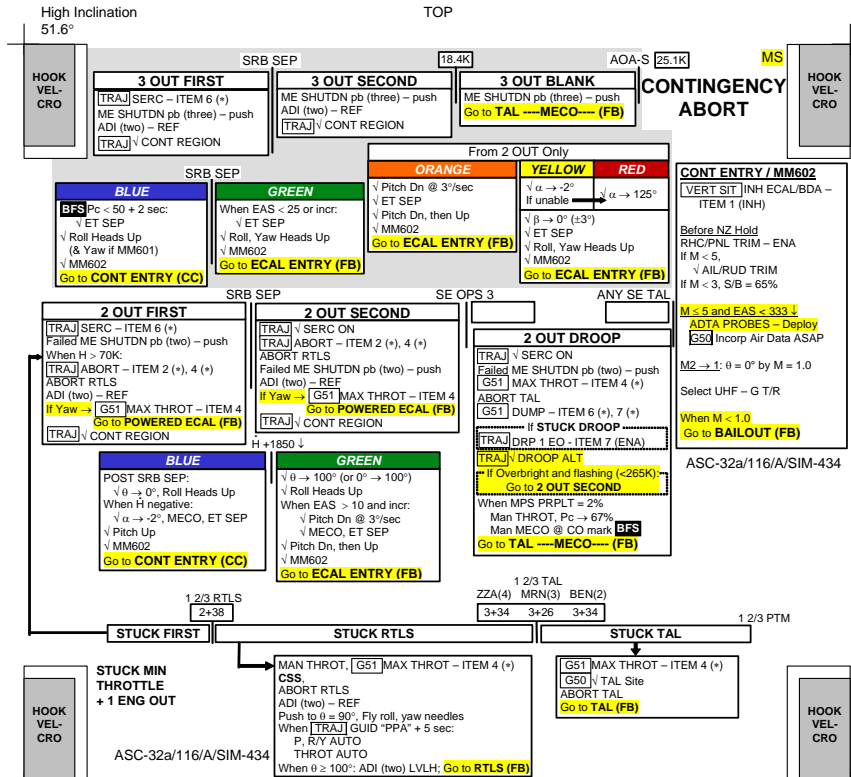 High Inclination
51.6°
TOP
HOOK
VEL-
CRO
SRB SEP
18.4K
AOA-S
25.1K
MS
HOOK
VEL-
CRO
CONTINGENCY
ABORT
3 OUT FIRST
TRAJ SERC – ITEM 6 (*)
ME SHUTDN pb (three) – push
ADI (two) – REF
TRAJ √ CONT REGION
3 OUT SECOND
ME SHUTDN pb (three) – push
ADI (two) – REF
TRAJ √ CONT REGION
3 OUT BLANK
ME SHUTDN pb (three) – push
Go to TAL ----MECO---- (FB)
SRB SEP
BLUE
BFS Pc < 50 + 2 sec:
√ ET SEP
√ Roll Heads Up
(& Yaw if MM601)
√ MM602
Go to CONT ENTRY (CC)
GREEN
When EAS < 25 or incr:
√ ET SEP
√ Roll, Yaw Heads Up
√ MM602
Go to ECAL ENTRY (FB)
From 2 OUT Only
ORANGE
√ Pitch Dn @ 3°/sec
√ ET SEP
√ Pitch Dn, then Up
√ MM602
Go to ECAL ENTRY (FB)
YELLOW
RED
√ α → -2°
If unable
√ α → 125°
√ β → 0° (±3°)
√ ET SEP
√ Roll, Yaw Heads Up
√ MM602
Go to ECAL ENTRY (FB)
CONT ENTRY / MM602
VERT SIT INH ECAL/BDA –
ITEM 1 (INH)
Before NZ Hold
RHC/PNL TRIM – ENA
If M < 5,
√ AIL/RUD TRIM
If M < 3, S/B = 65%
M ≤ 5 and EAS < 333 ↓
ADTA PROBES – Deploy
G50 Incorp Air Data ASAP
M2 → 1: θ = 0° by M = 1.0
Select UHF – G T/R
When M < 1.0
Go to BAILOUT (FB)
ASC-32a/116/A/SIM-434
SRB SEP
SE OPS 3
ANY SE TAL
2 OUT FIRST
TRAJ SERC – ITEM 6 (*)
Failed ME SHUTDN pb (two) – push
When H > 70K:
TRAJ ABORT – ITEM 2 (*), 4 (*)
ABORT RTLS
ADI (two) – REF
If Yaw → G51 MAX THROT – ITEM 4
Go to POWERED ECAL (FB)
TRAJ √ CONT REGION
2 OUT SECOND
TRAJ √ SERC ON
TRAJ ABORT – ITEM 2 (*), 4 (*)
ABORT RTLS
Failed ME SHUTDN pb (two) – push
ADI (two) – REF
If Yaw → G51 MAX THROT – ITEM 4
Go to POWERED ECAL (FB)
TRAJ √ CONT REGION
2 OUT DROOP
TRAJ √ SERC ON
Failed ME SHUTDN pb (two) – push
G51 MAX THROT – ITEM 4 (*)
ABORT TAL
G51 DUMP – ITEM 6 (*), 7 (*)
If STUCK DROOP
TRAJ DRP 1 EO - ITEM 7 (ENA)
TRAJ √ DROOP ALT
If Overbright and flashing (<265K):
Go to 2 OUT SECOND
When MPS PRPLT = 2%
Man THROT, Pc → 67%
Man MECO @ CO mark BFS
Go to TAL ----MECO---- (FB)
Ḣ +1850 ↓
BLUE
POST SRB SEP:
√ θ → 0°, Roll Heads Up
When Ḣ negative:
√ α → -2°, MECO, ET SEP
√ Pitch Up
√ MM602
Go to CONT ENTRY (CC)
GREEN
√ θ → 100° (or 0° → 100°)
√ Roll Heads Up
When EAS > 10 and incr:
√ Pitch Dn @ 3°/sec
√ MECO, ET SEP
√ Pitch Dn, then Up
√ MM602
Go to ECAL ENTRY (FB)
1 2/3 RTLS
2+38
1 2/3 TAL
ZZA(4) MRN(3) BEN(2)
3+34 3+26 3+34
1 2/3 PTM
STUCK FIRST
STUCK RTLS
STUCK TAL
HOOK
VEL-
CRO
STUCK MIN
THROTTLE
+ 1 ENG OUT
ASC-32a/116/A/SIM-434
MAN THROT, G51 MAX THROT – ITEM 4 (*)
CSS,
ABORT RTLS
ADI (two) – REF
Push to θ = 90°, Fly roll, yaw needles
When TRAJ GUID “PPA” + 5 sec:
P, R/Y AUTO
THROT AUTO
When θ ≥ 100°: ADI (two) LVLH; Go to RTLS (FB)
G51 MAX THROT – ITEM 4 (*)
G50 √ TAL Site
ABORT TAL
Go to TAL (FB)
HOOK
VEL-
CRO